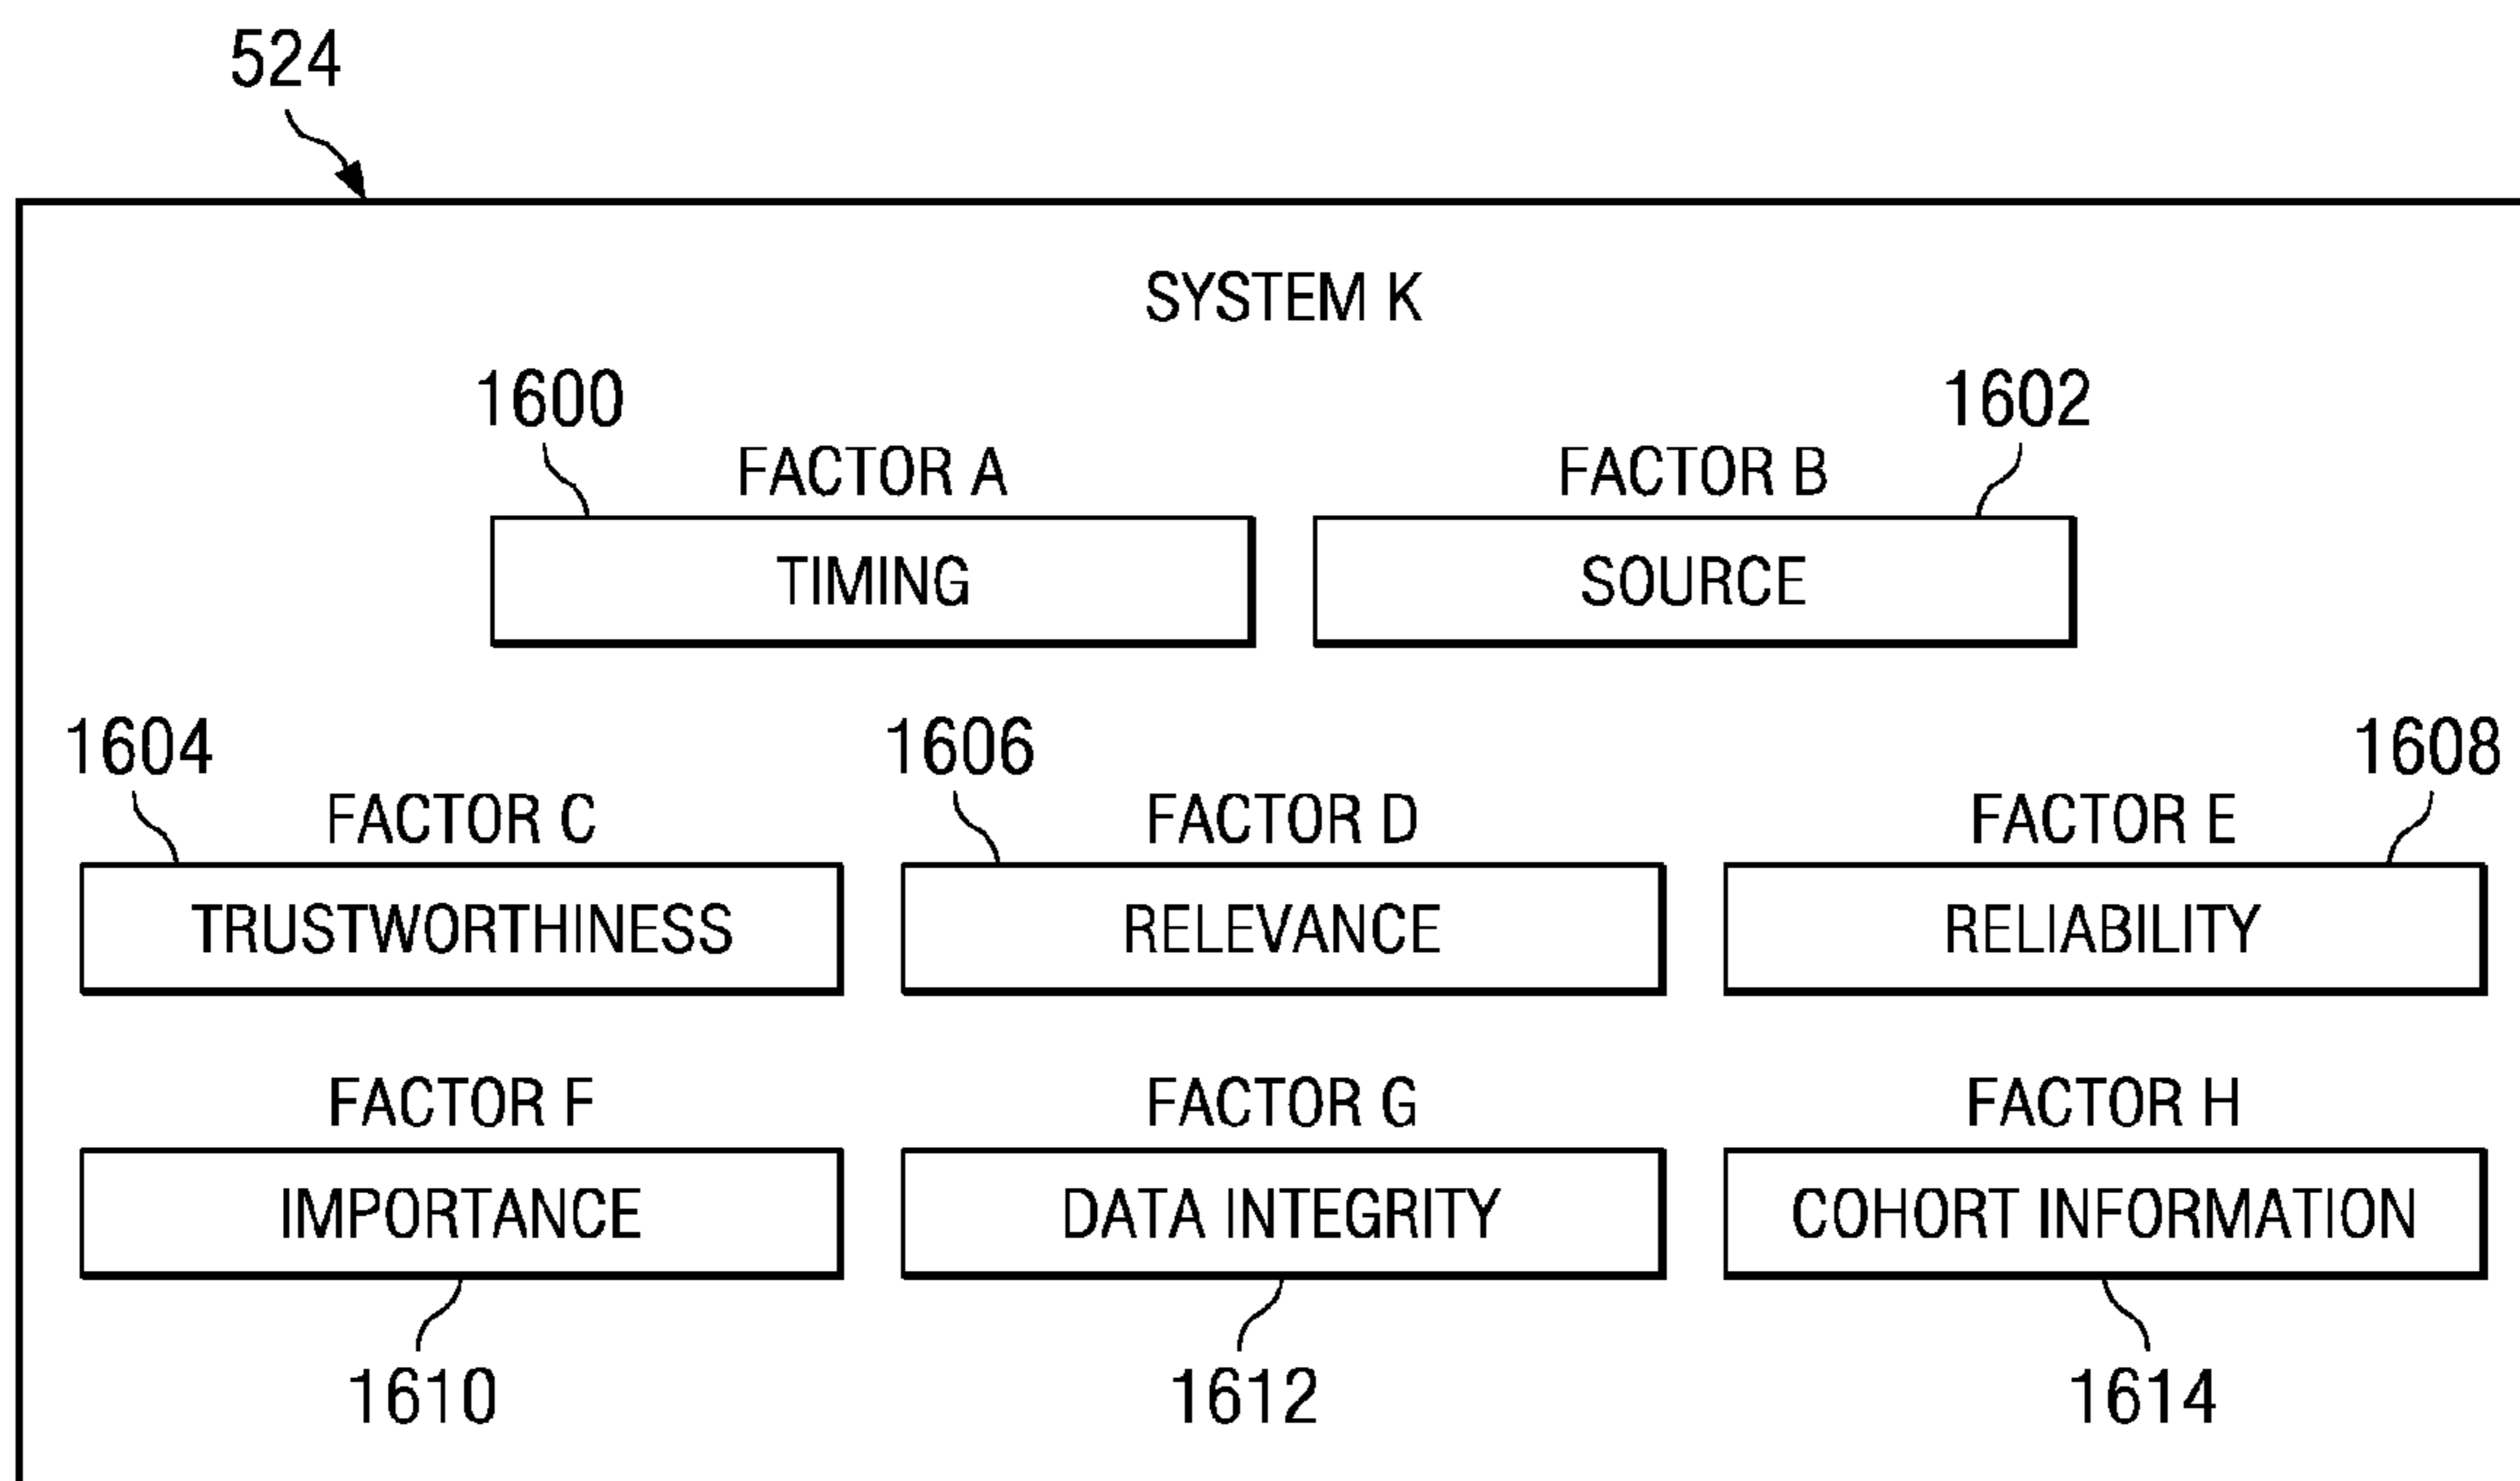 524
SYSTEM K
1600 1602
FACTOR A FACTOR B
TIMING SOURCE
1604 1606 1608
FACTOR C FACTOR D FACTOR E
TRUSTWORTHINESS RELEVANCE RELIABILITY
FACTOR F FACTOR G FACTOR H
IMPORTANCE DATA INTEGRITY COHORT INFORMATION
1610 1612 1614